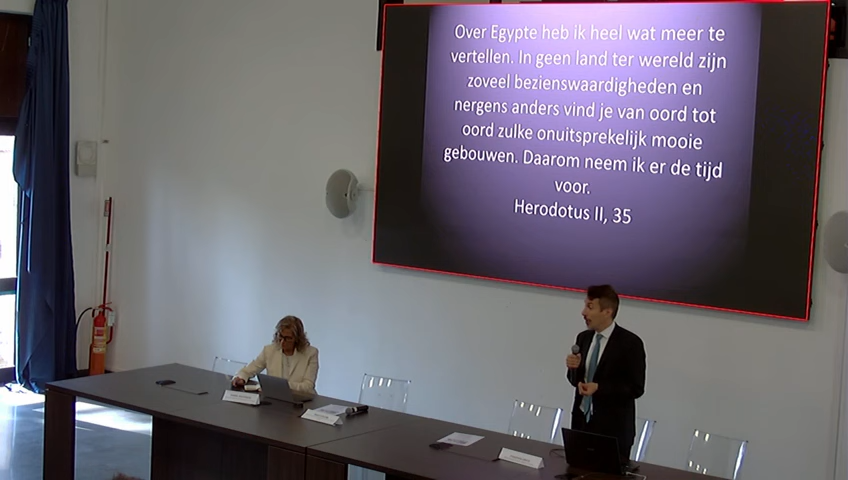 Over Egypte heb ik heel wat meer te
vertellen. In geen land ter wereld zijn
zoveel bezienswaardigheden en
nergens anders vind je van oord tot
oord zulke onuitsprekelijk mooie
gebouwen. Daarom neem ik er de tijd
voor.
Herodotus II, 35